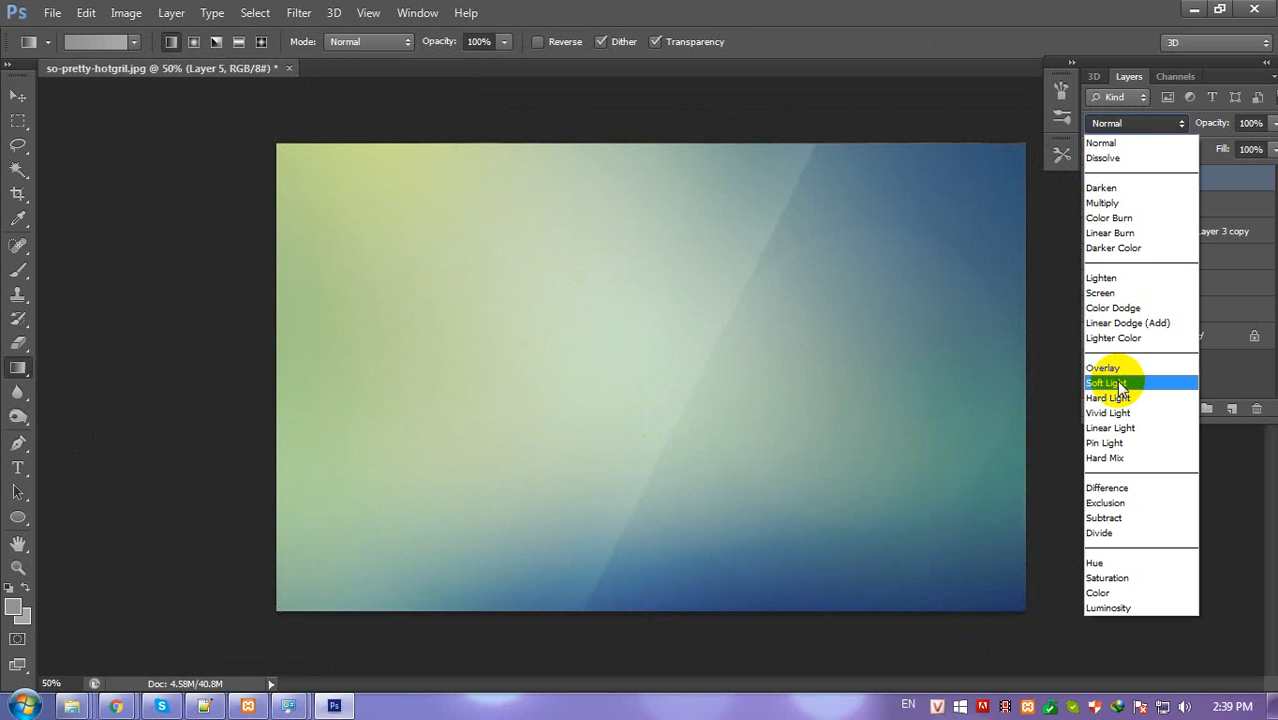 Ps File Edit Image Layer Type Select Filter 3D View Window Help
Mode: Normal Opacity: 100% Reverse Dither Transparency 3D
so-pretty-hotgril.jpg @ 50% (Layer 5, RGB/8#) * ×
3D Layers Channels
Kind
Normal Opacity: 100%
Fill: 100%
Normal
Dissolve
Darken
Multiply
Color Burn
Linear Burn
Darker Color
ayer 3 copy
Lighten
Screen
Color Dodge
Linear Dodge (Add)
Lighter Color
Overlay
Soft Light
Hard Light
Vivid Light
Linear Light
Pin Light
Hard Mix
Difference
Exclusion
Subtract
Divide
Hue
Saturation
Color
Luminosity
50% Doc: 4.58M/40.8M
EN 2:39 PM